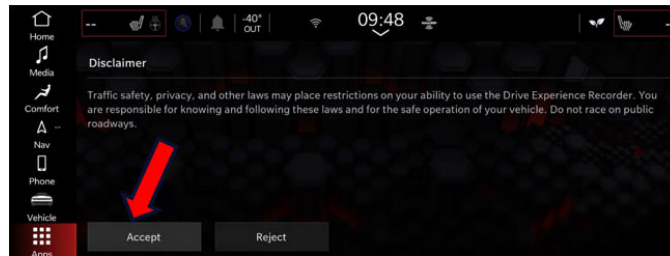 Home
-- -40° 09:48 --
OUT
Media
Disclaimer
Traffic safety, privacy, and other laws may place restrictions on your ability to use the Drive Experience Recorder. You
are responsible for knowing and following these laws and for the safe operation of your vehicle. Do not race on public
roadways.
Comfort
Nav --
Phone
Vehicle
Apps
Accept Reject